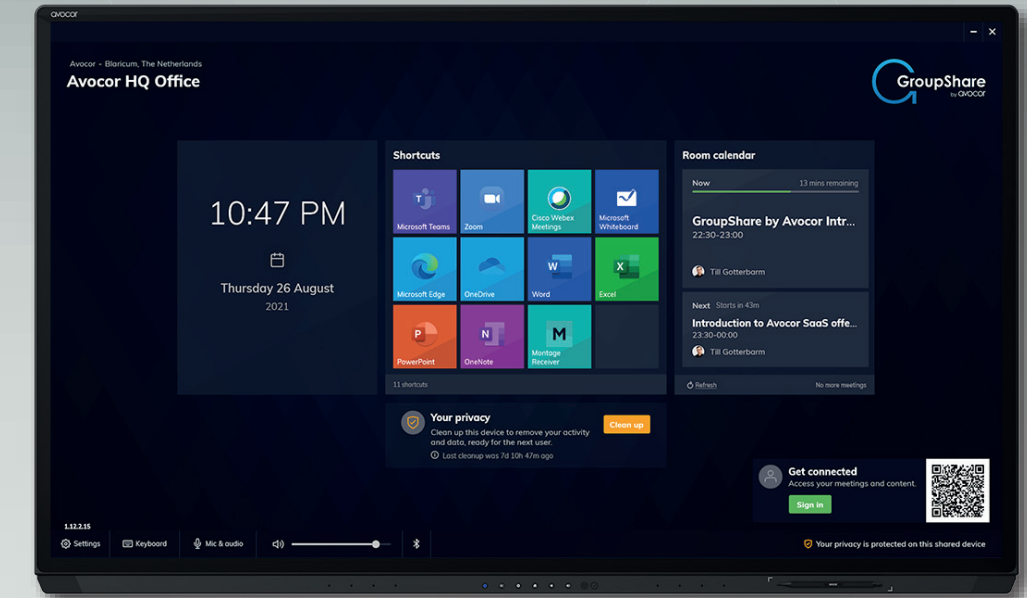 avocor
Avocor - Blaricum, The Netherlands
Avocor HQ Office
GroupShare
by avocor
10:47 PM
Thursday 26 August
2021
Shortcuts
Microsoft Teams
Zoom
Cisco Webex
Meetings
Microsoft
Whiteboard
Microsoft Edge
OneDrive
W
Word
X
Excel
P
PowerPoint
N
OneNote
M
Montage
Receiver
11 shortcuts
Room calendar
Now
13 mins remaining
GroupShare by Avocor Intr...
22:30-23:00
Till Gotterbarm
Next Starts in 43m
Introduction to Avocor SaaS offe...
23:30-00:00
Till Gotterbarm
Refresh
No more meetings
Your privacy
Clean up this device to remove your activity
and data, ready for the next user.
Last cleanup was 7d 10h 47m ago
Clean up
Get connected
Access your meetings and content.
Sign in
1.12.2.15
Settings
Keyboard
Mic & audio
Your privacy is protected on this shared device